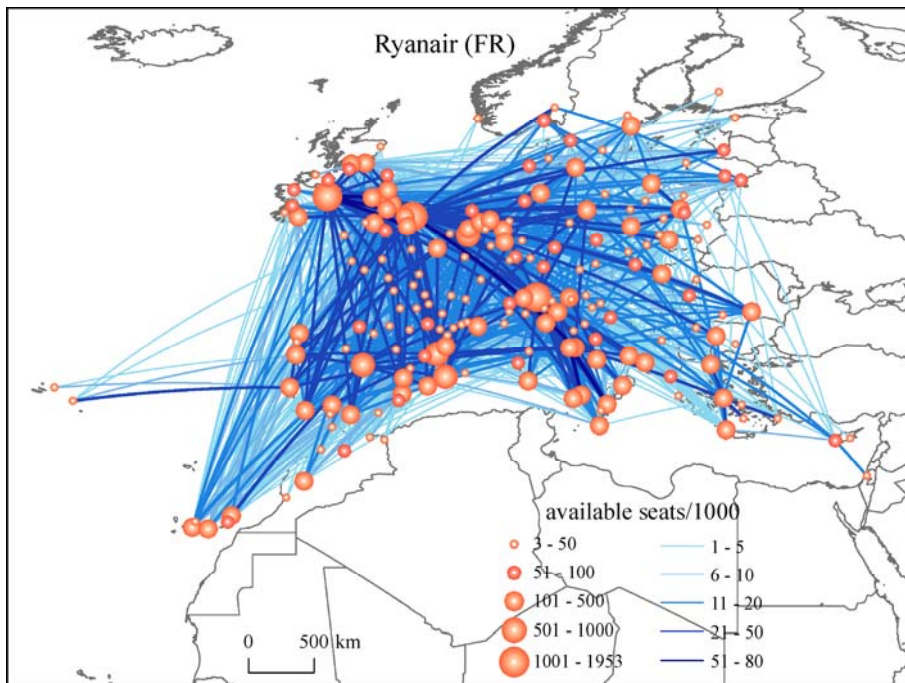 Ryanair (FR)
available seats/1000
3 - 50
1 - 5
51 - 100
6 - 10
101 - 500
11 - 20
501 - 1000
21 - 50
1001 - 1953
51 - 80
0
500 km